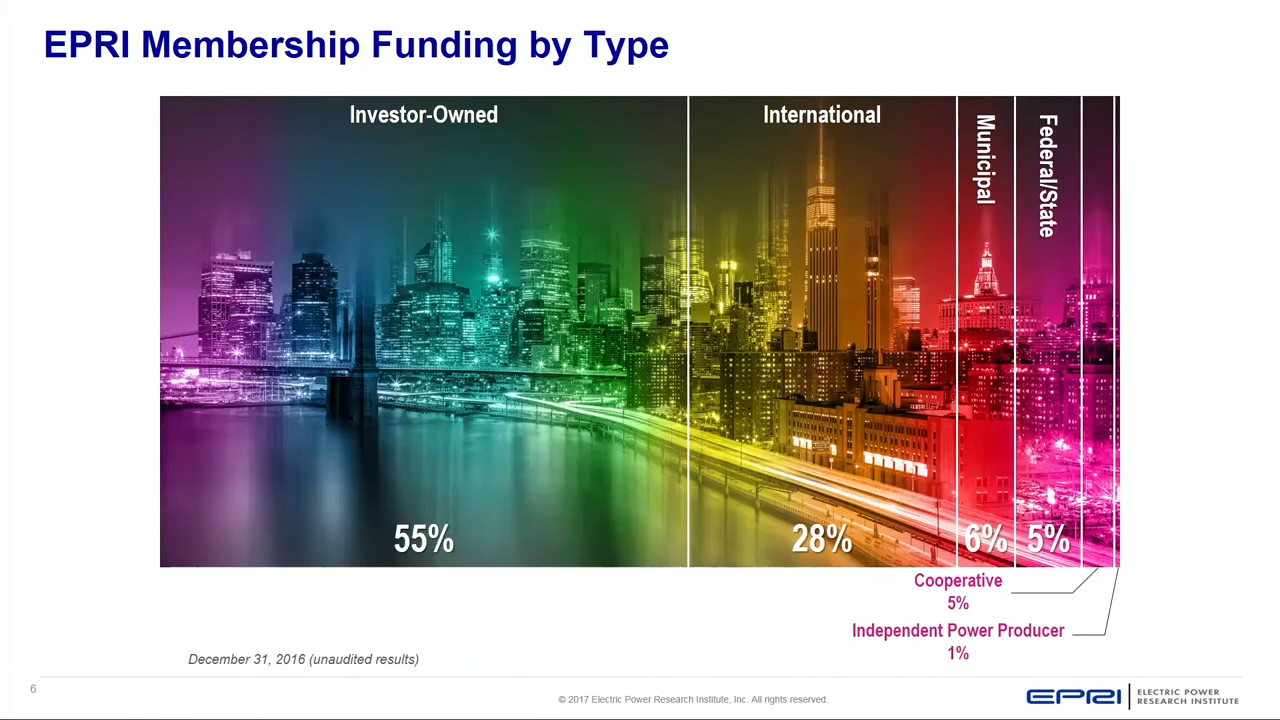 EPRI Membership Funding by Type
Investor-Owned
International
Municipal
Federal/State
55%
28%
6%
5%
Cooperative
5%
Independent Power Producer
1%
December 31, 2016 (unaudited results)
6
© 2017 Electric Power Research Institute, Inc. All rights reserved.
EPRI
ELECTRIC POWER
RESEARCH INSTITUTE